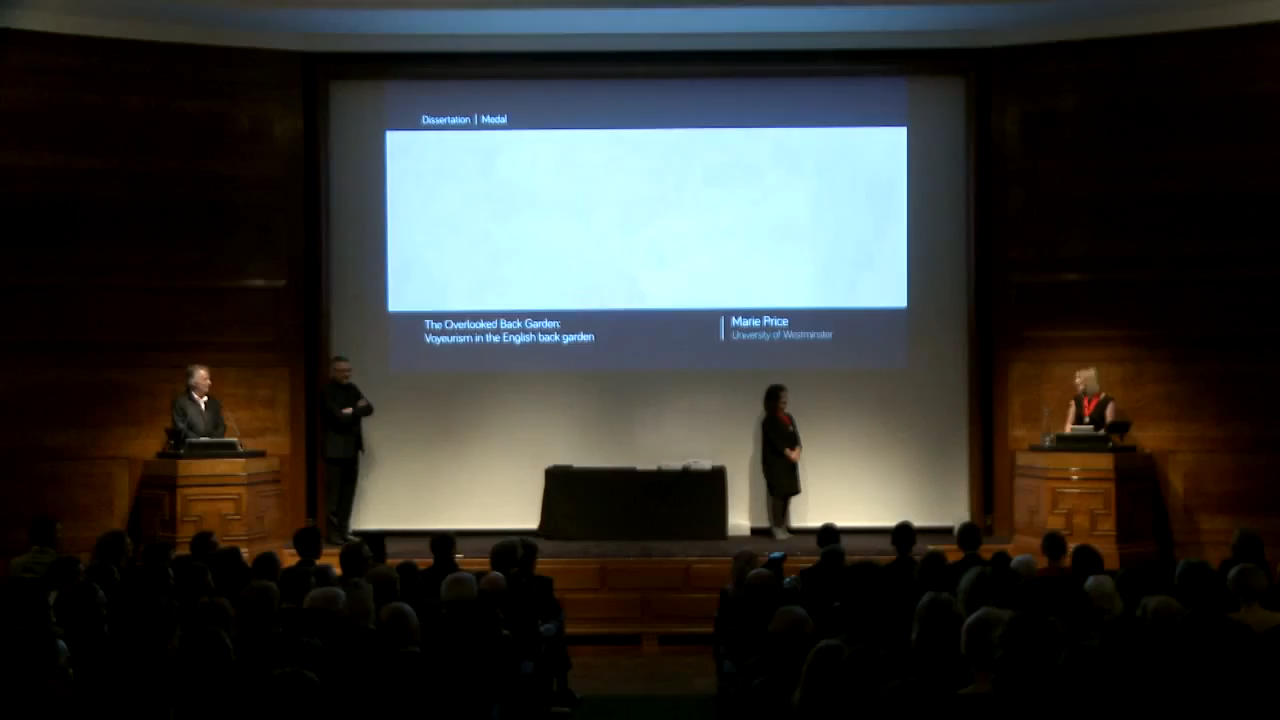 Dissertation | Medal
The Overlooked Back Garden:
Voyeurism in the English back garden
Marie Price
University of Westminster